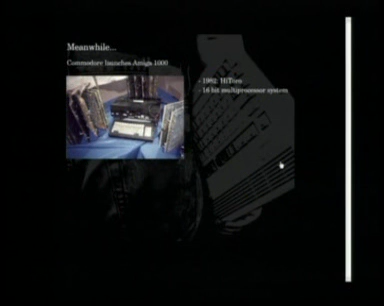 Meanwhile...
Commodore launches Amiga 1000
- 1982: HiToro
- 16 bit multiprocessor system